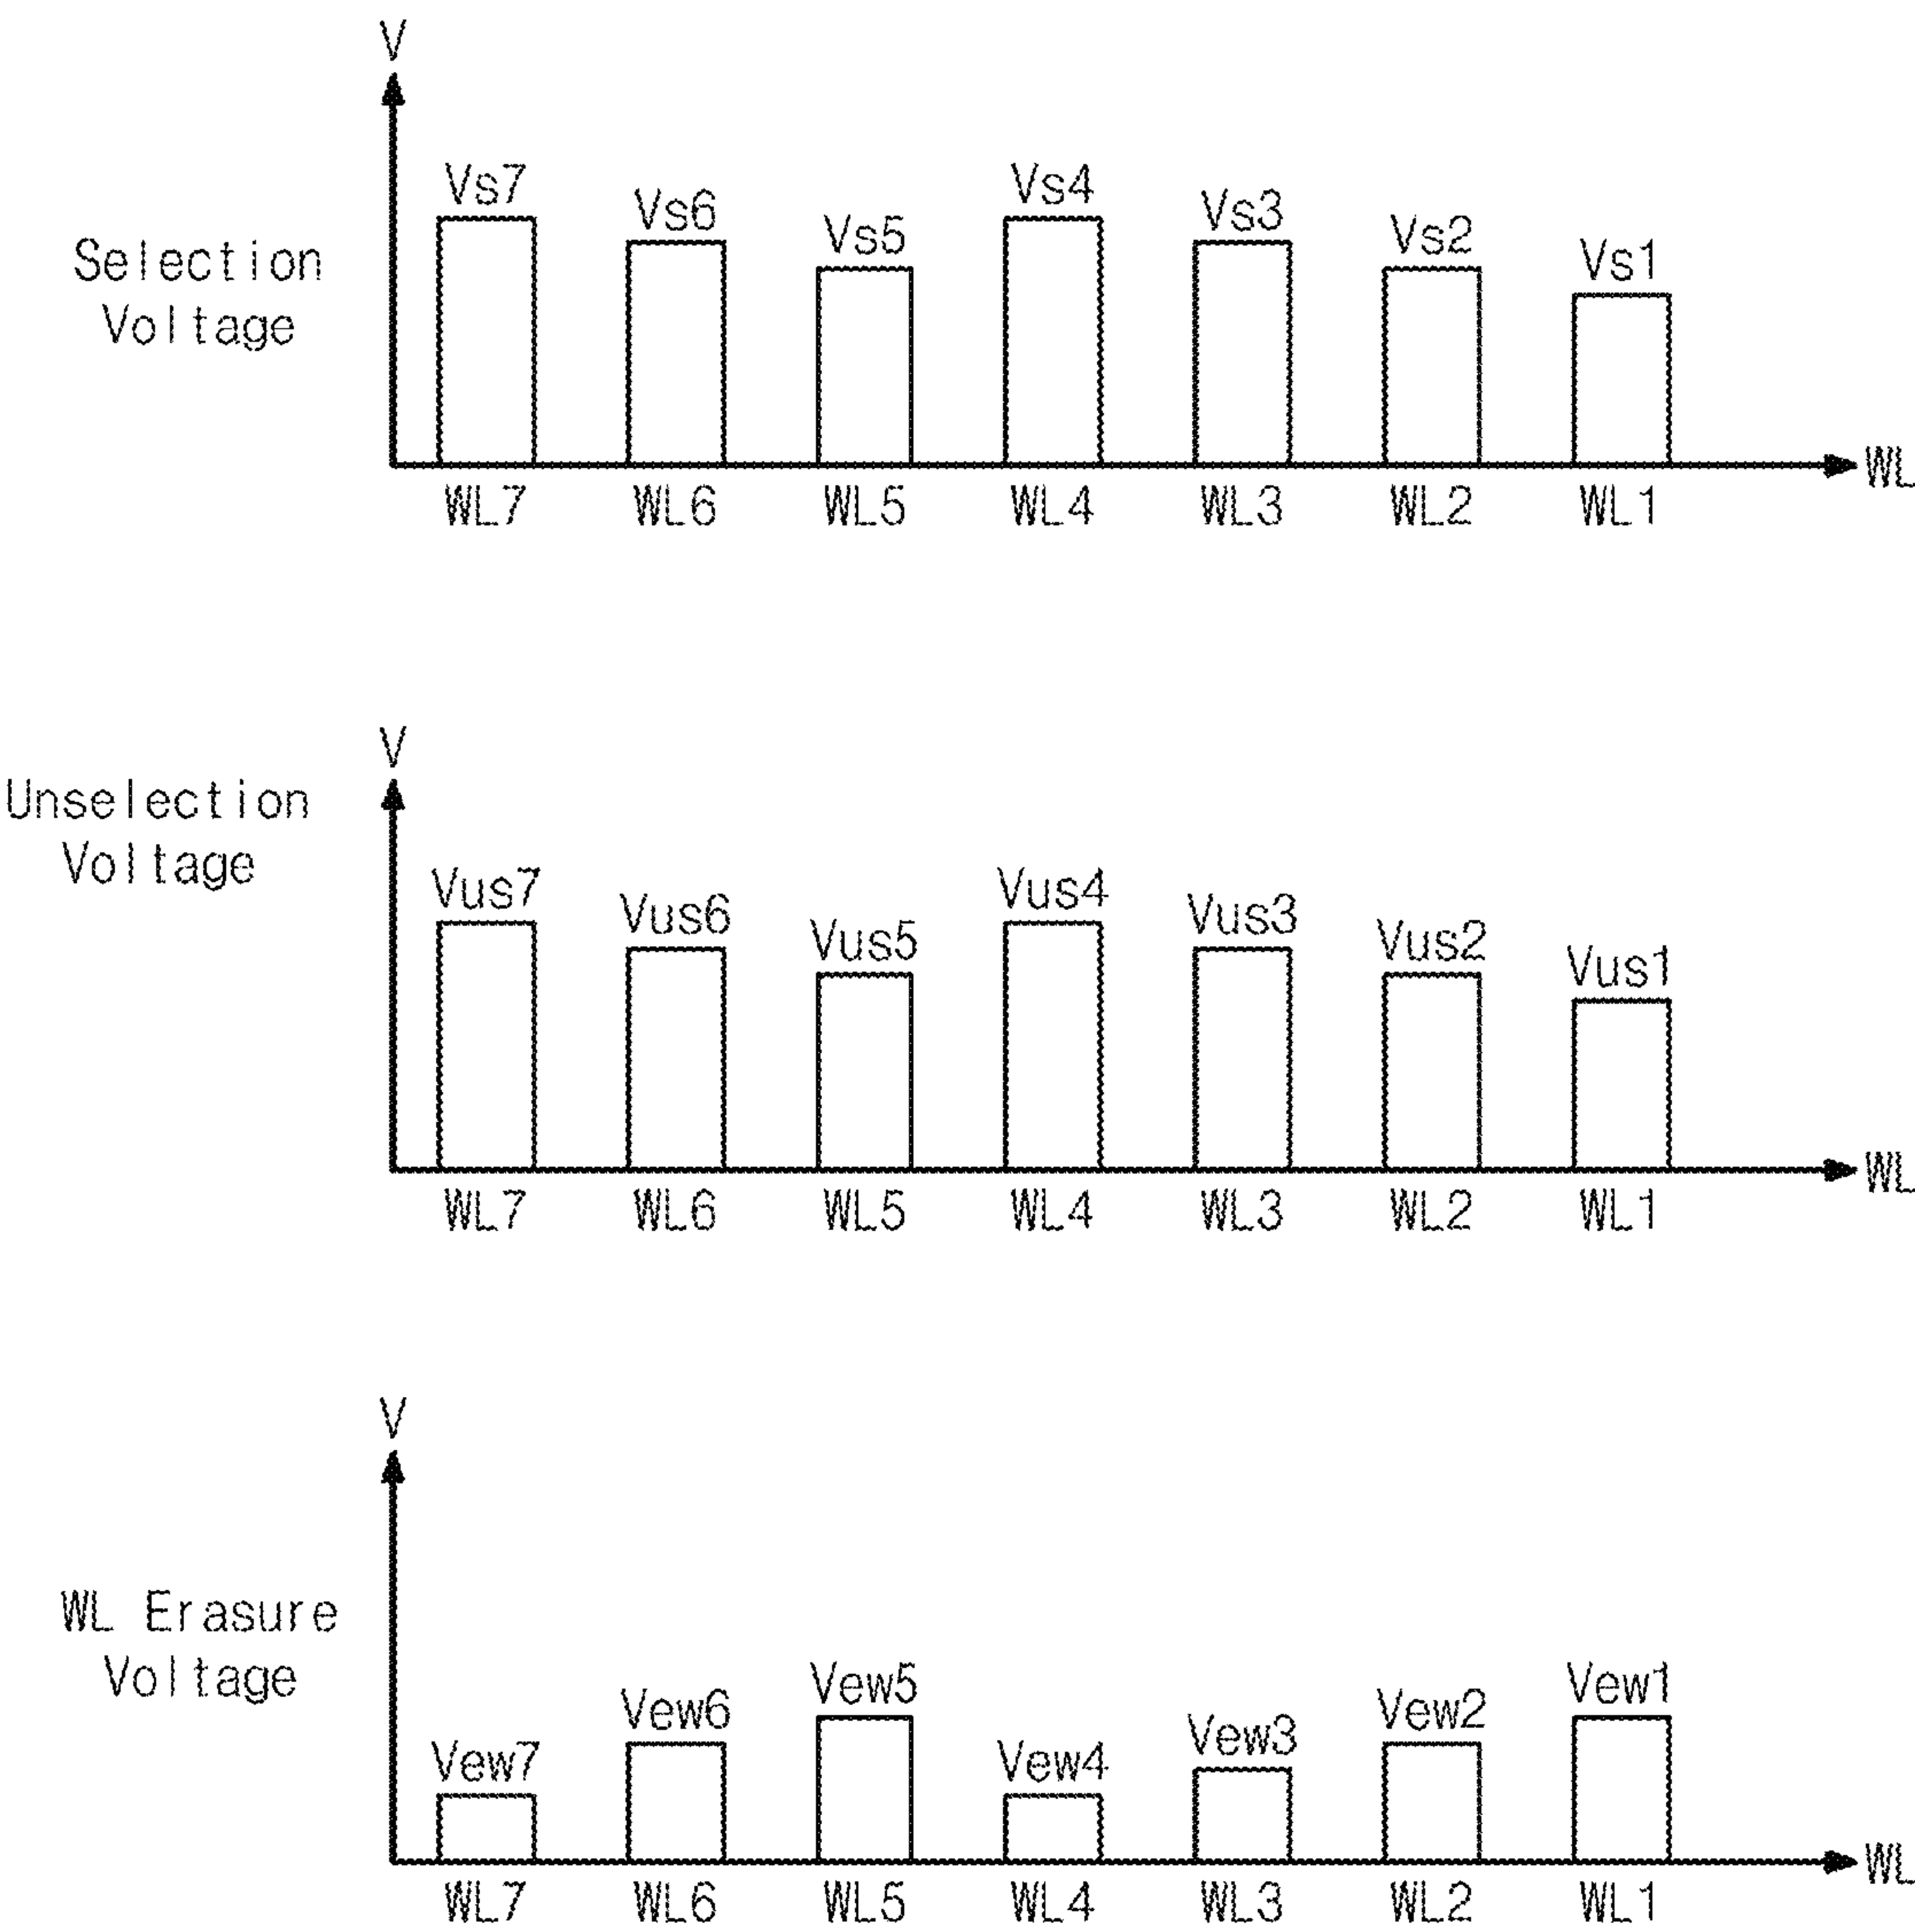 V
Vs7 Vs6 Vs5 Vs4 Vs3 Vs2 Vs1
Selection
Voltage
WL
WL7 WL6 WL5 WL4 WL3 WL2 WL1
V
Unselection
Voltage
Vus7 Vus6 Vus5 Vus4 Vus3 Vus2 Vus1
WL
WL7 WL6 WL5 WL4 WL3 WL2 WL1
V
WL Erasure
Voltage
Vew7 Vew6 Vew5 Vew4 Vew3 Vew2 Vew1
WL
WL7 WL6 WL5 WL4 WL3 WL2 WL1